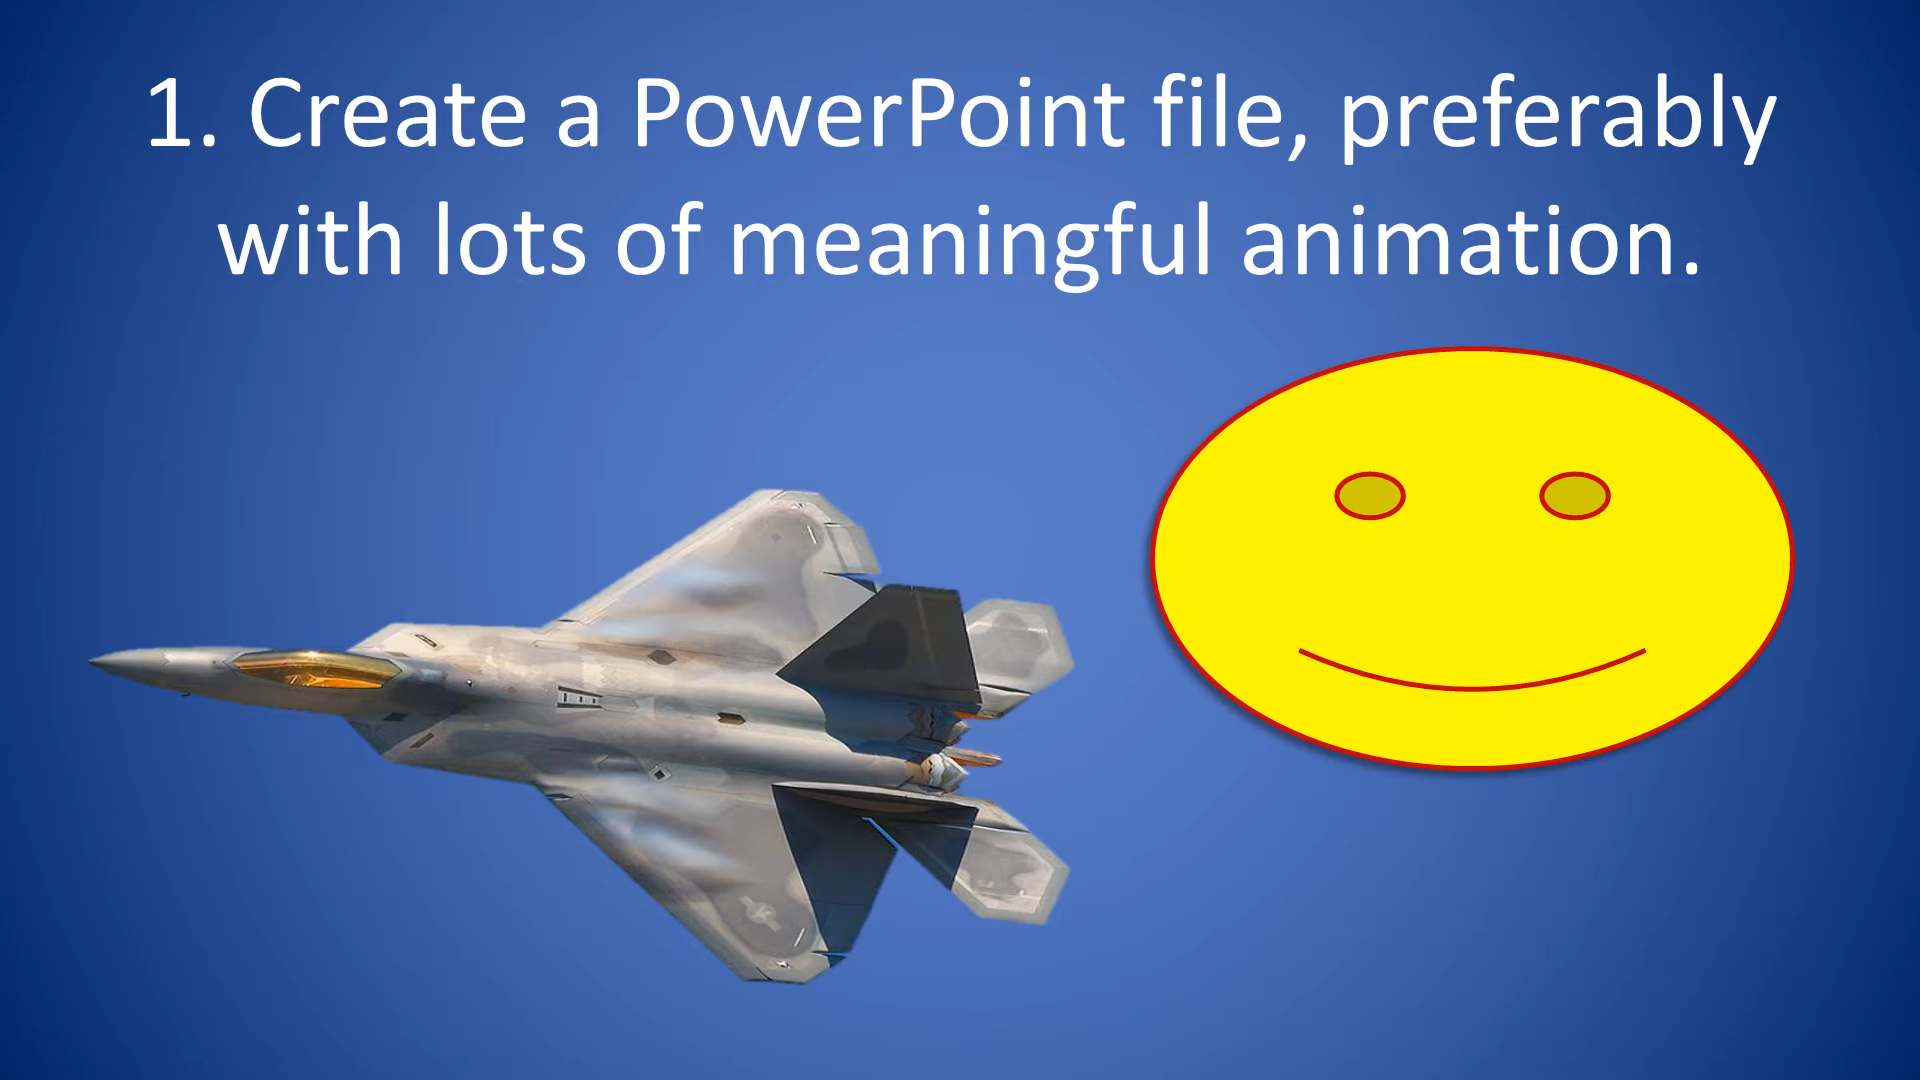 1. Create a PowerPoint file, preferably
with lots of meaningful animation.